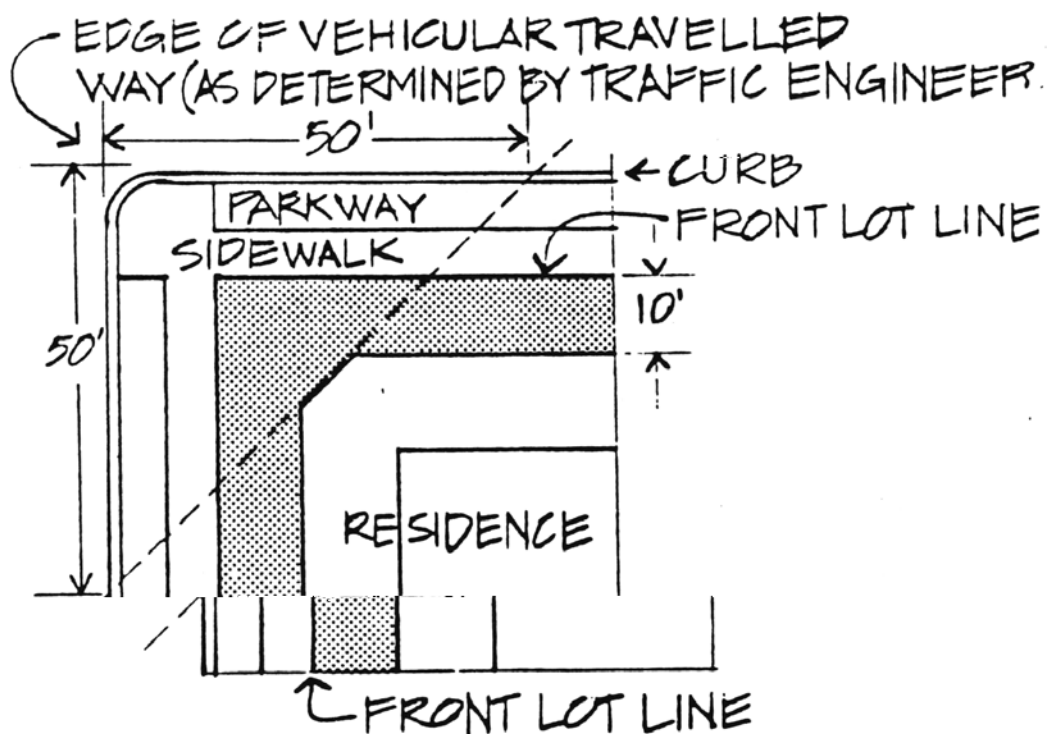 EDGE OF VEHICULAR TRAVELLED
WAY (AS DETERMINED BY TRAFFIC ENGINEER
50'
CURB
PARKWAY
FRONT LOT LINE
SIDEWALK
10'
50'
RESIDENCE
FRONT LOT LINE